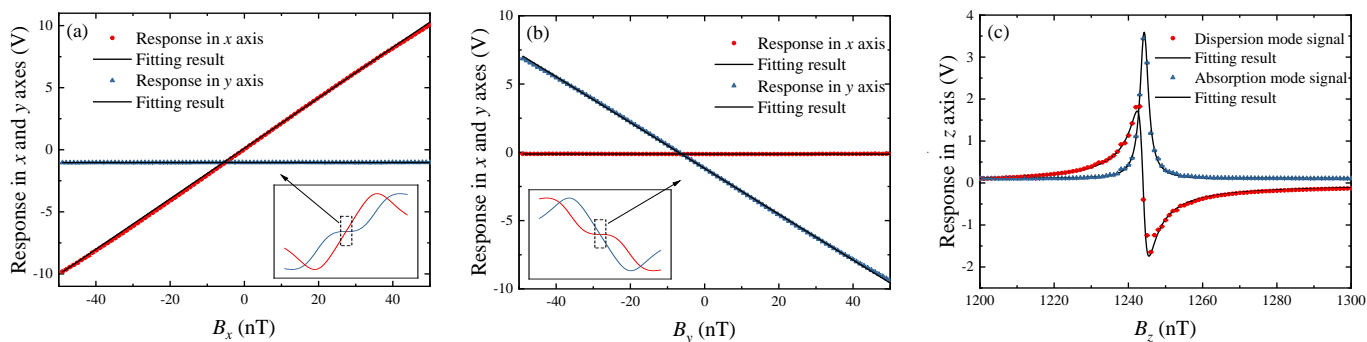 (a)
Response in x axis
Fitting result
Response in y axis
Fitting result
Response in x and y axes (V)
10
5
0
-5
-10
-40
-20
0
20
40
Bx (nT)
(b)
Response in x axis
Fitting result
Response in y axis
Fitting result
Response in x and y axes (V)
10
5
0
-5
-10
-40
-20
0
20
40
By (nT)
(c)
Dispersion mode signal
Fitting result
Absorption mode signal
Fitting result
Response in z axis (V)
4
3
2
1
0
-1
-2
1200
1220
1240
1260
1280
1300
Bz (nT)